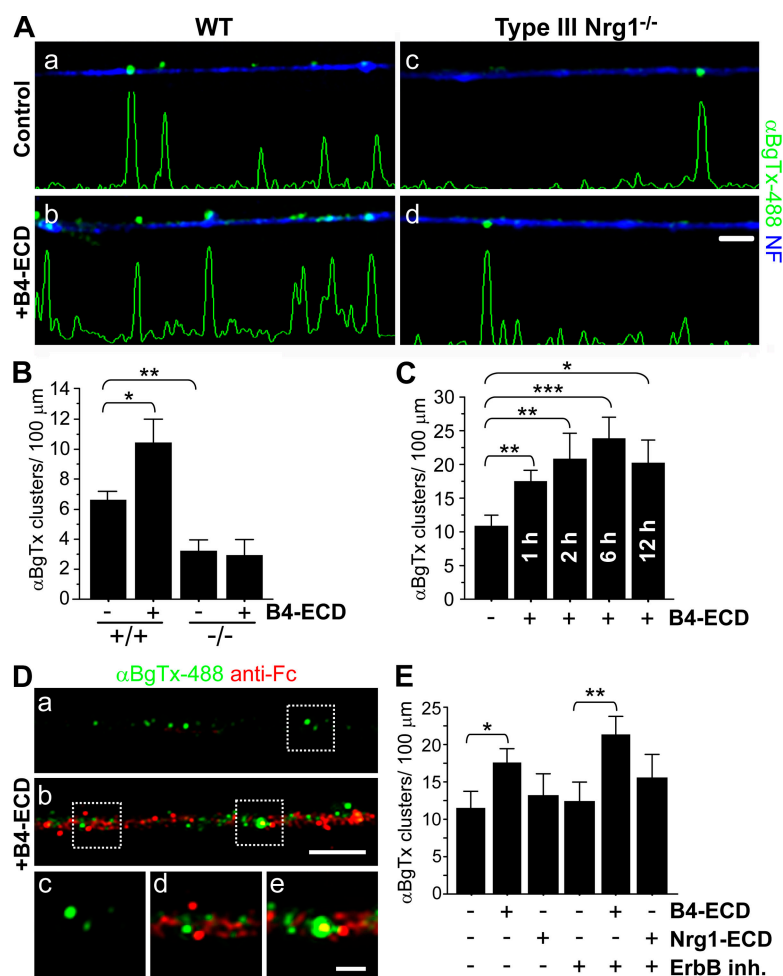 A
WT
Type III Nrg1-/-
Control
a
c
+B4-ECD
b
d
αBgTx-488 NF
B
αBgTx clusters/ 100 μm
14
12
10
8
6
4
2
0
**
*
- + - + B4-ECD
+/+ -/-
C
αBgTx clusters/ 100 μm
30
25
20
15
10
5
0
*
***
**
**
1 h
2 h
6 h
12 h
- + + + + B4-ECD
D
αBgTx-488 anti-Fc
a
+B4-ECD
b
c
d
e
E
αBgTx clusters/ 100 μm
25
20
15
10
5
0
*
**
- + - - + - B4-ECD
- - + - - + Nrg1-ECD
- - - + + + ErbB inh.